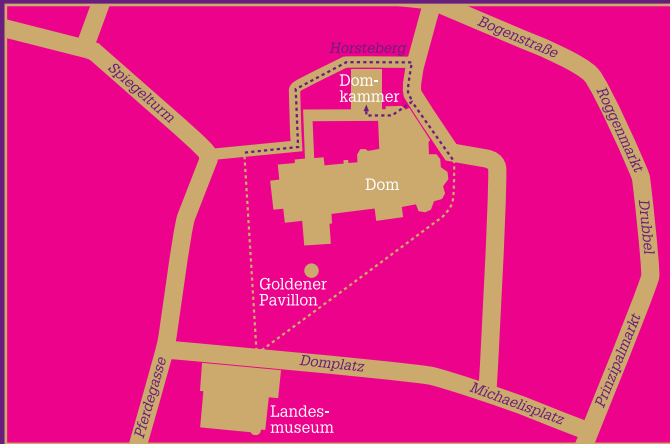 Bogenstraße
Horsteberg
Spiegelturm
Dom-
kammer
Roggenmarkt
Dom
Drubbel
Goldener
Pavillon
Prinzipalmarkt
Domplatz
Pferdegasse
Michaelisplatz
Landes-
museum